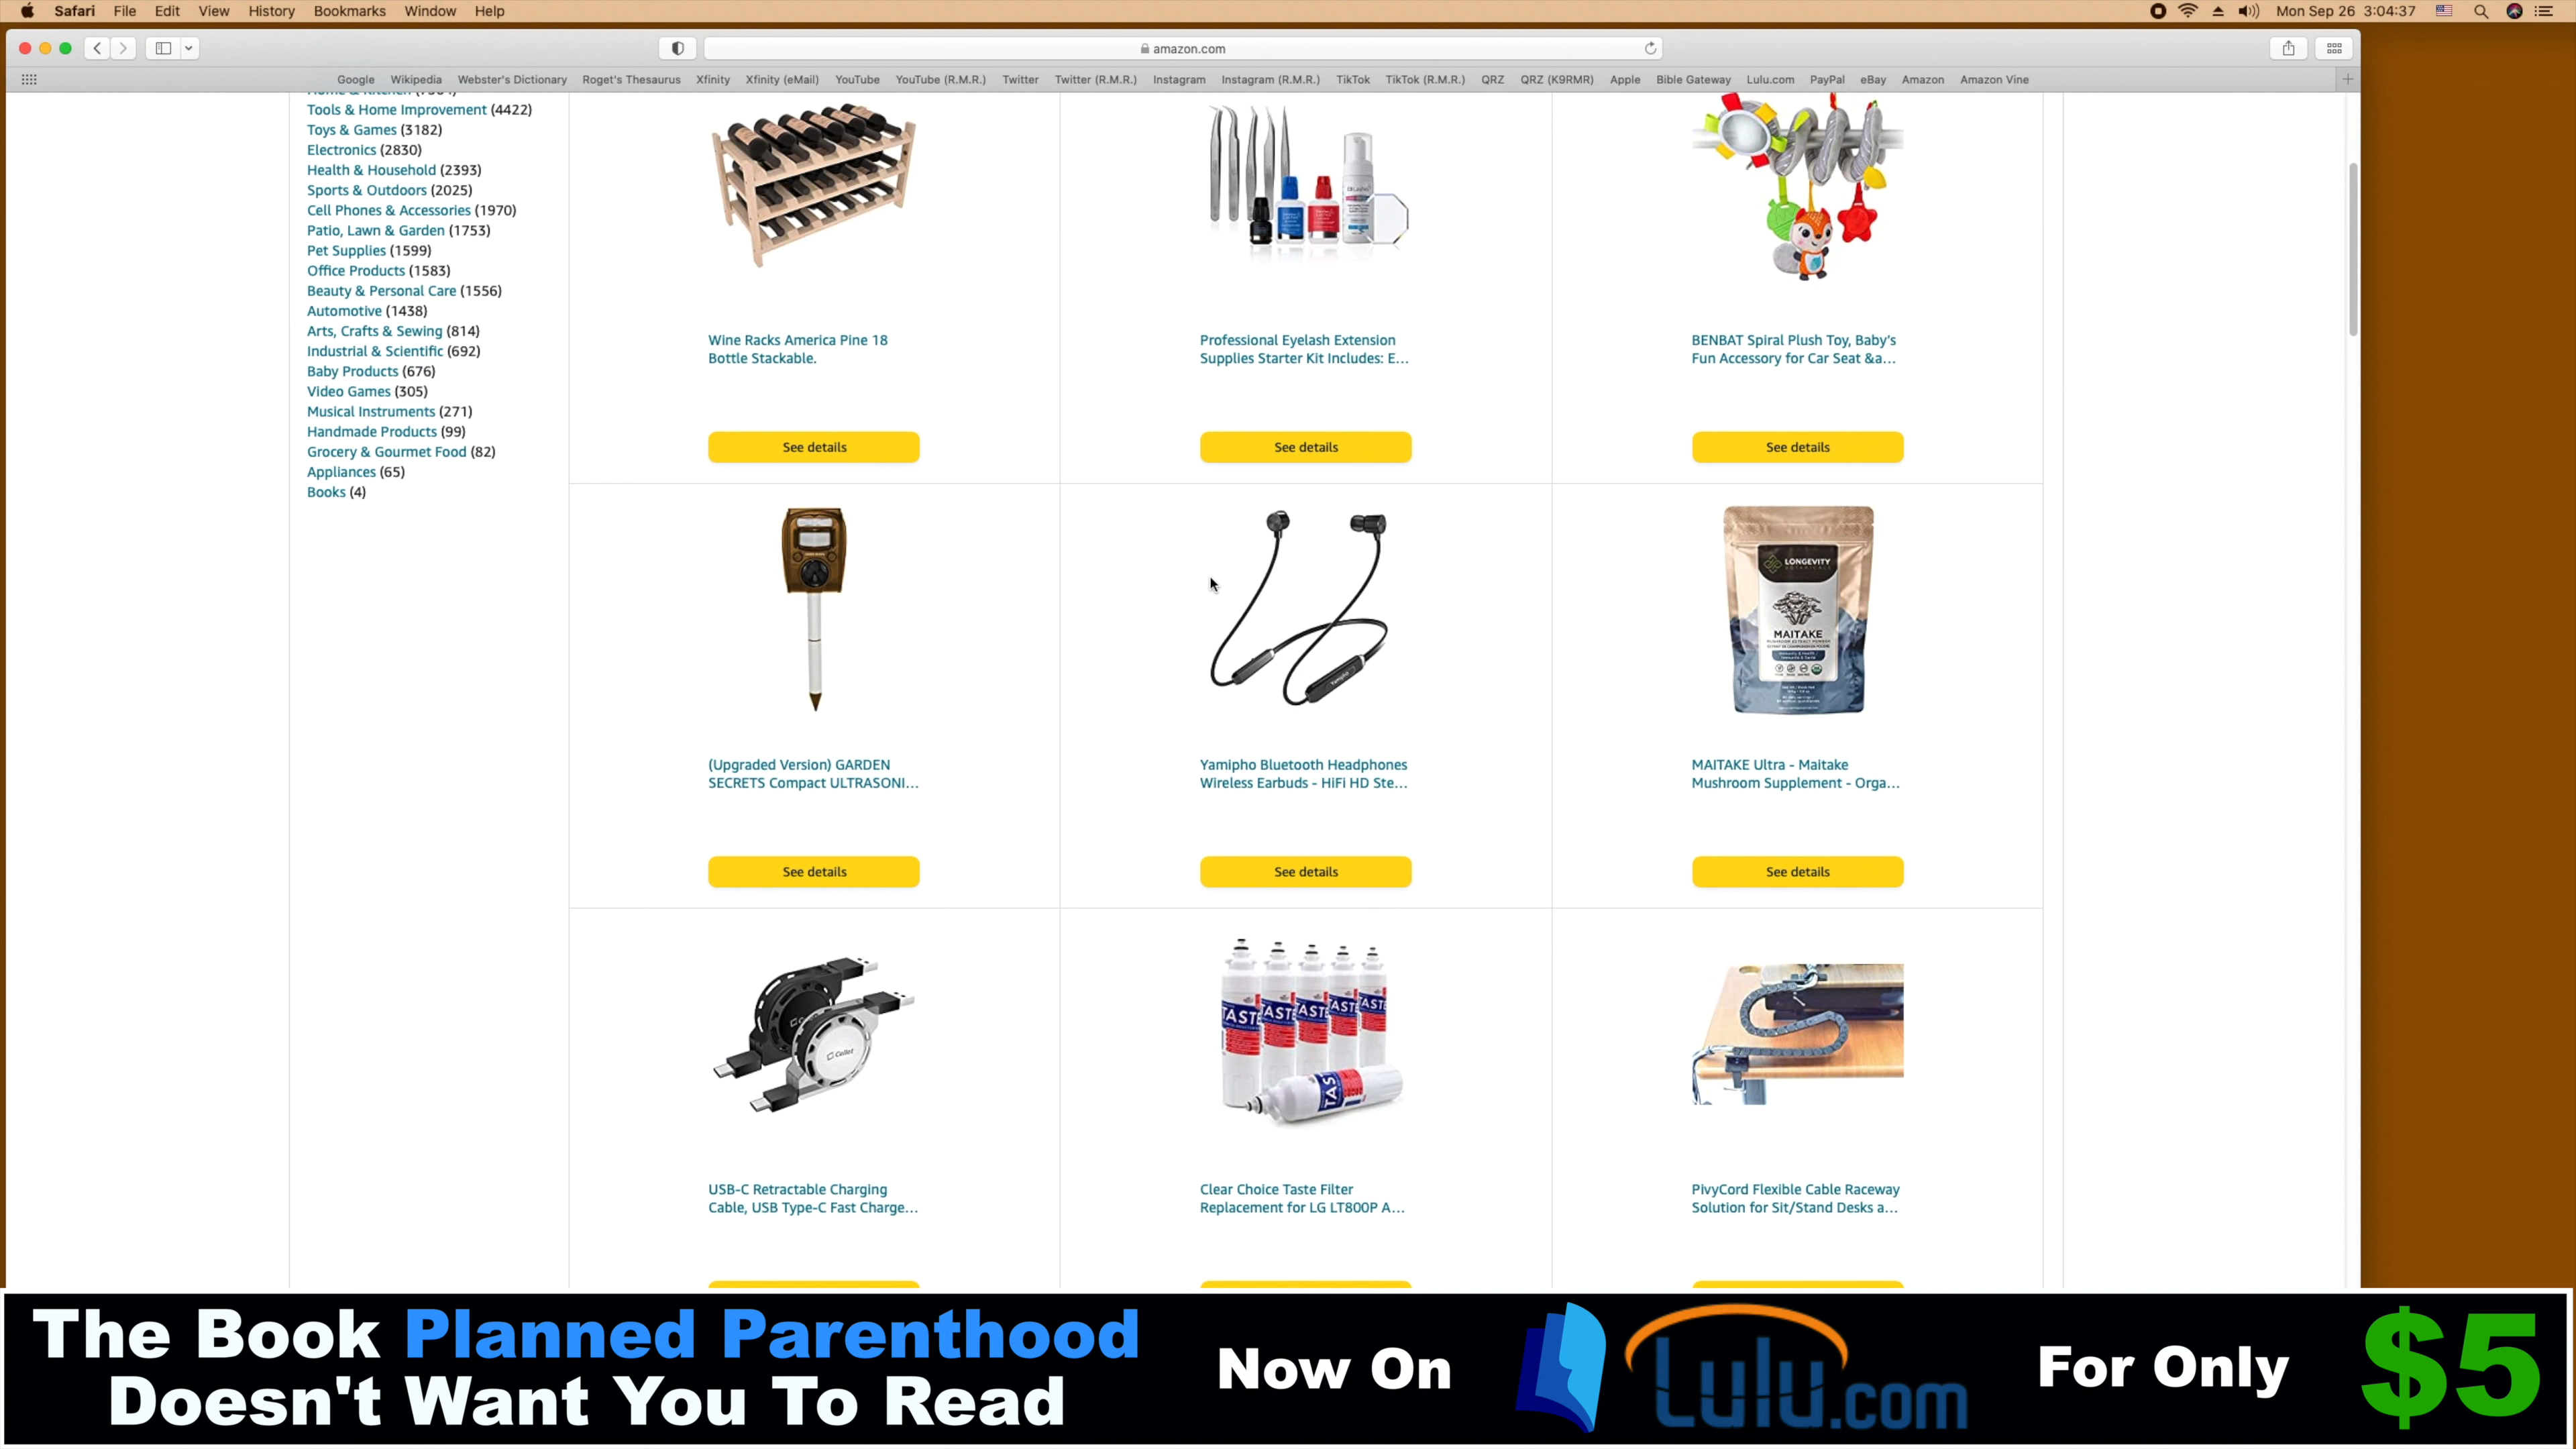 Safari File Edit View History Bookmarks Window Help
Mon Sep 26 3:04:37
amazon.com
Google Wikipedia Webster's Dictionary Roget's Thesaurus Xfinity Xfinity (eMail) YouTube YouTube (R.M.R.) Twitter Twitter (R.M.R.) Instagram Instagram (R.M.R.) TikTok TikTok (R.M.R.) QRZ QRZ (K9RMR) Apple Bible Gateway Lulu.com PayPal eBay Amazon Amazon Vine
Tools & Home Improvement (4422)
Toys & Games (3182)
Electronics (2830)
Health & Household (2393)
Sports & Outdoors (2025)
Cell Phones & Accessories (1970)
Patio, Lawn & Garden (1753)
Pet Supplies (1599)
Office Products (1583)
Beauty & Personal Care (1556)
Automotive (1438)
Arts, Crafts & Sewing (814)
Industrial & Scientific (692)
Baby Products (676)
Video Games (305)
Musical Instruments (271)
Handmade Products (99)
Grocery & Gourmet Food (82)
Appliances (65)
Books (4)
Wine Racks America Pine 18
Bottle Stackable.
See details
Professional Eyelash Extension
Supplies Starter Kit Includes: E...
See details
BENBAT Spiral Plush Toy, Baby's
Fun Accessory for Car Seat &a...
See details
(Upgraded Version) GARDEN
SECRETS Compact ULTRASONI...
See details
Yamipho
Yamipho Bluetooth Headphones
Wireless Earbuds - HiFi HD Ste...
See details
LONGEVITY
MAITAKE
MAITAKE Ultra - Maitake
Mushroom Supplement - Orga...
See details
Cellet
USB-C Retractable Charging
Cable, USB Type-C Fast Charge...
TASTE ASTE ASTE ASTE ASTE
TAS
Clear Choice Taste Filter
Replacement for LG LT800P A...
PivyCord Flexible Cable Raceway
Solution for Sit/Stand Desks a...
The Book Planned Parenthood
Doesn't Want You To Read
Now On
Lulu.com
For Only
$5